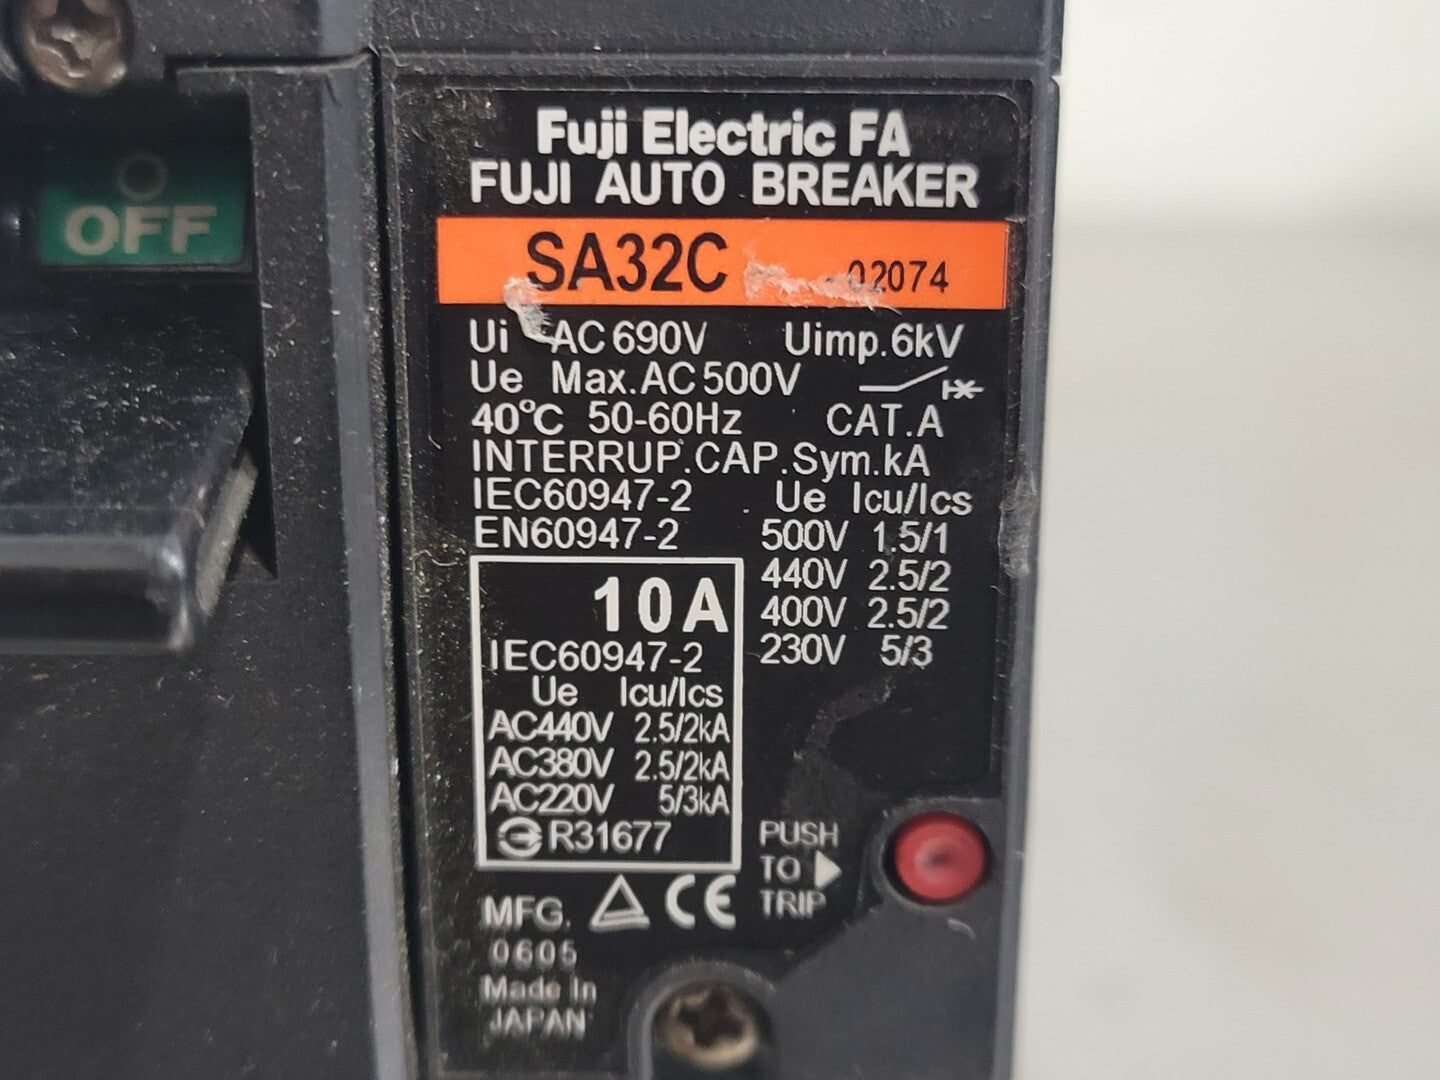 OFF
Fuji Electric FA
FUJI AUTO BREAKER
SA32C -02074
Ui AC690V Uimp.6kV
Ue Max.AC500V
40°C 50-60Hz CAT.A
INTERRUP.CAP.Sym.kA
IEC60947-2 Ue Icu/Ics
EN60947-2 500V 1.5/1
440V 2.5/2
400V 2.5/2
230V 5/3
10A
IEC60947-2
Ue Icu/Ics
AC440V 2.5/2kA
AC380V 2.5/2kA
AC220V 5/3kA
R31677
PUSH
TO ▶
TRIP
MFG. CE
0605
Made In
JAPAN